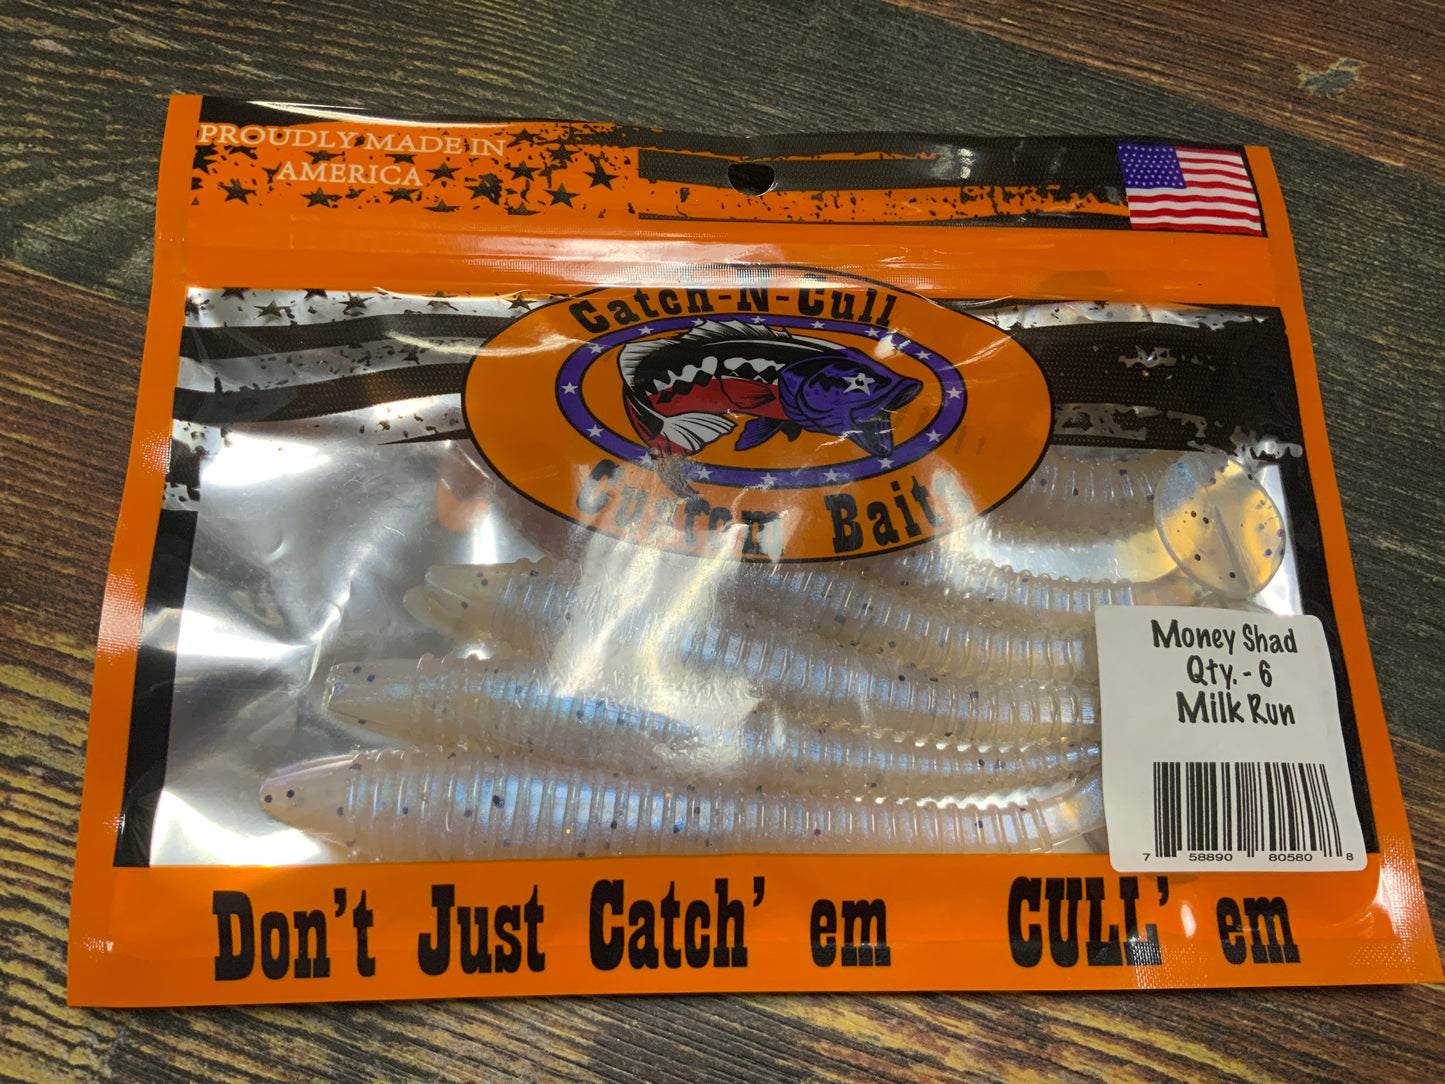 PROUDLY MADE IN
AMERICA
Catch-N-Cull
Custom Baits
Money Shad
Qty. - 6
Milk Run
7 58890 80580 8
Don't Just Catch' em CULL' em